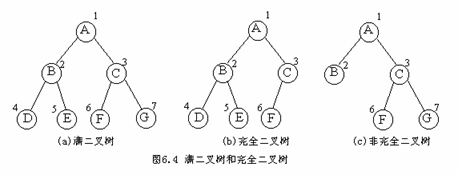 A 1 A 1 A 1
B 2 C 3 B 2 C 3 B 2 C 3
4 D 5 E 6 F 7 G 4 D 5 E 6 F 6 F 7 G
(a)满二叉树 (b)完全二叉树 (c)非完全二叉树
图6.4 满二叉树和完全二叉树